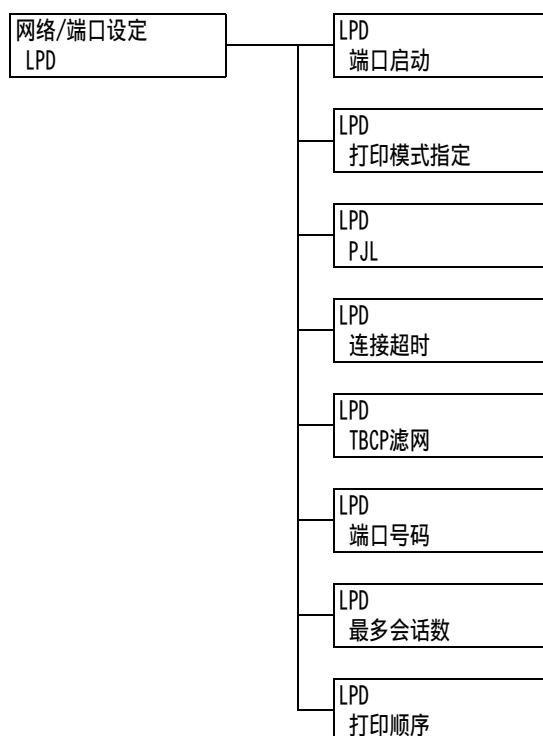 网络/端口设定
LPD
LPD
端口启动
LPD
打印模式指定
LPD
PJL
LPD
连接超时
LPD
TBCP滤网
LPD
端口号码
LPD
最多会话数
LPD
打印顺序